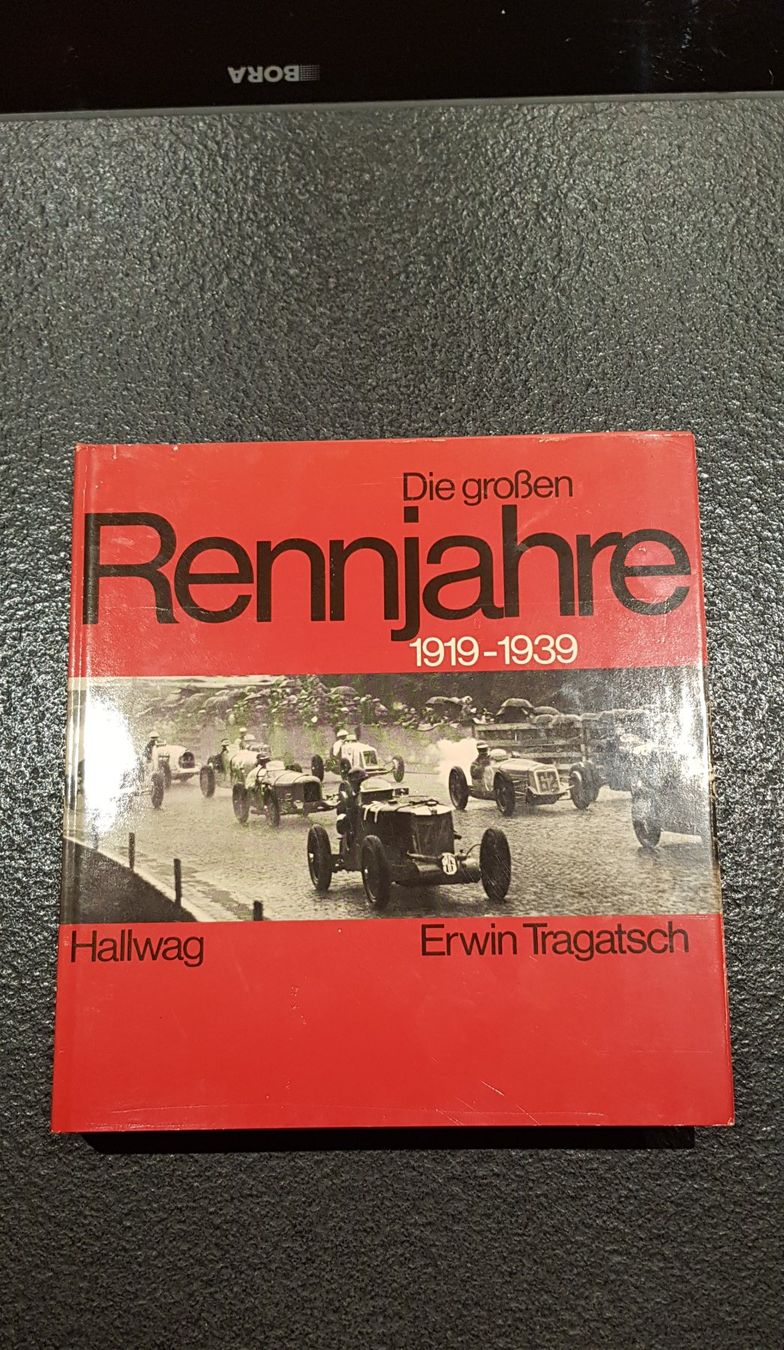 BORA
Die großen
Rennjahre
1919-1939
Hallwag
Erwin Tragatsch